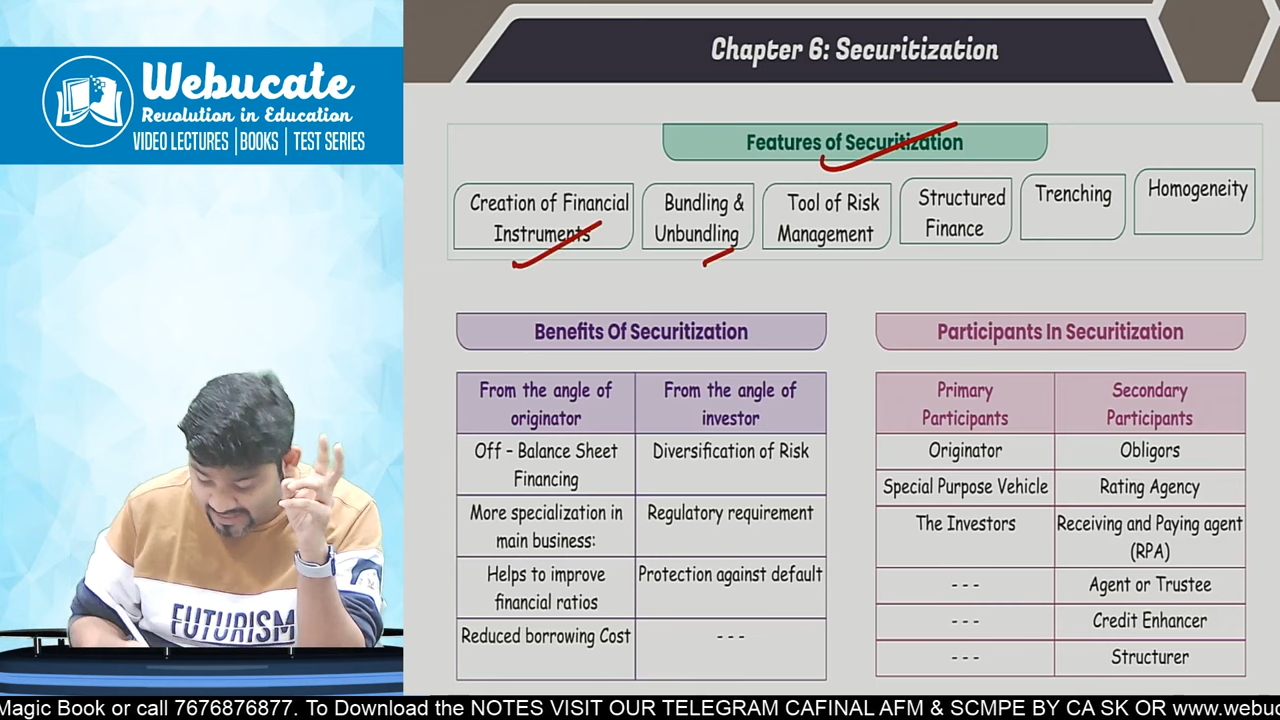 Chapter 6: Securitization
Webucate
Revolution in Education
VIDEO LECTURES | BOOKS | TEST SERIES
Features of Securitization
Creation of Financial
Instruments
Bundling &
Unbundling
Tool of Risk
Management
Structured
Finance
Trenching
Homogeneity
Benefits Of Securitization
From the angle of
originator
From the angle of
investor
Off – Balance Sheet
Financing
Diversification of Risk
More specialization in
main business:
Regulatory requirement
Helps to improve
financial ratios
Protection against default
Reduced borrowing Cost
- - -
Participants In Securitization
Primary
Participants
Secondary
Participants
Originator
Obligors
Special Purpose Vehicle
Rating Agency
The Investors
Receiving and Paying agent
(RPA)
- - -
Agent or Trustee
- - -
Credit Enhancer
- - -
Structurer
FUTURISM
Magic Book or call 7676876877. To Download the NOTES VISIT OUR TELEGRAM CAFINAL AFM & SCMPE BY CA SK OR www.webuc